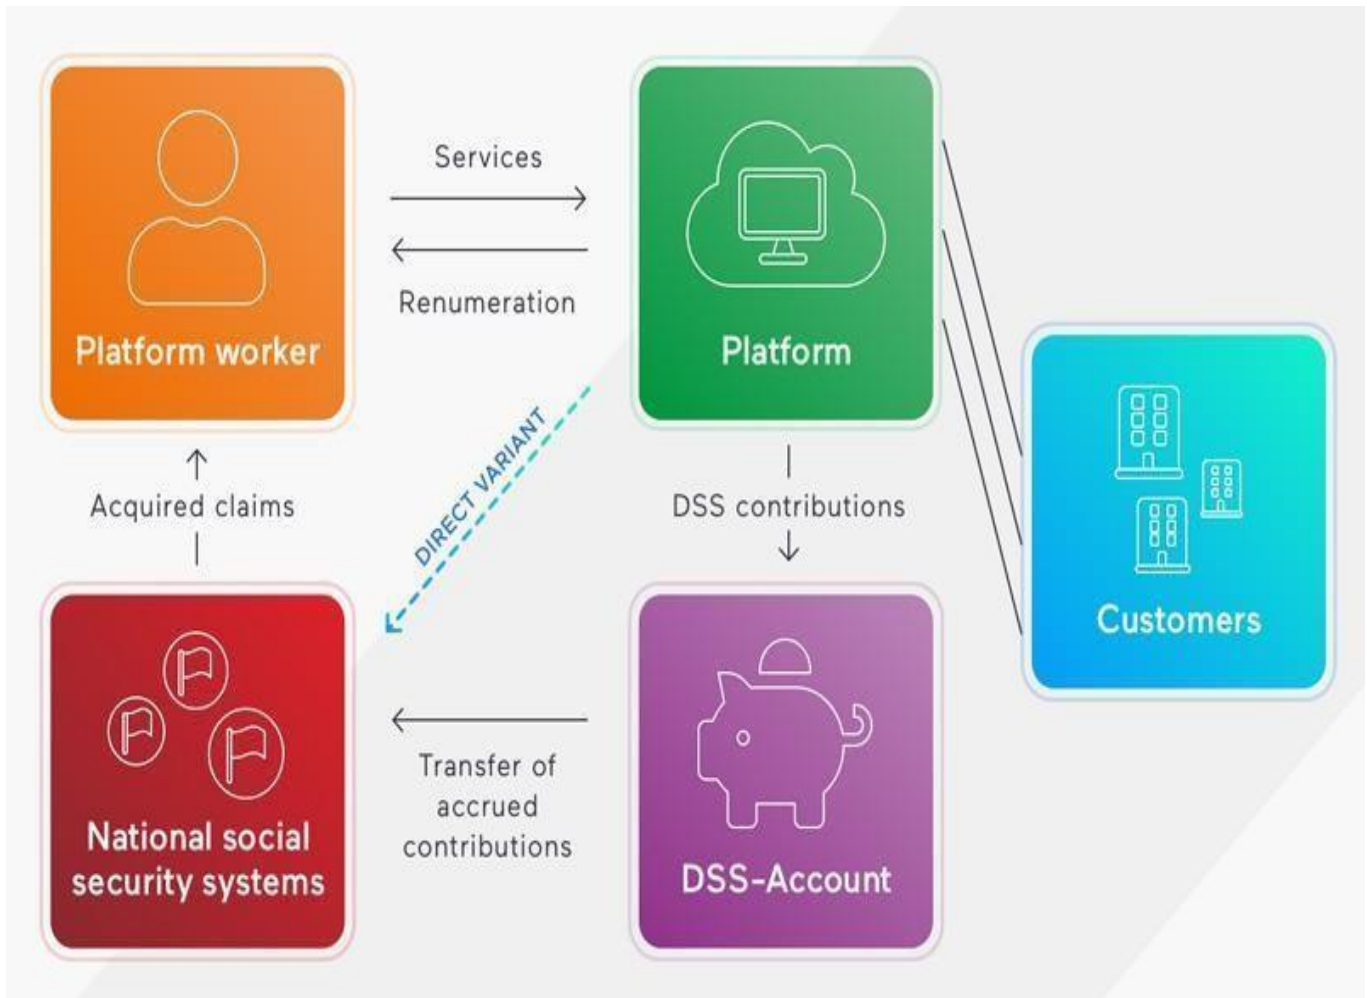 Services
Renumeration
Platform worker
Platform
DIRECT VARIANT
Acquired claims
DSS contributions
Customers
Transfer of
accrued
contributions
National social
security systems
DSS-Account